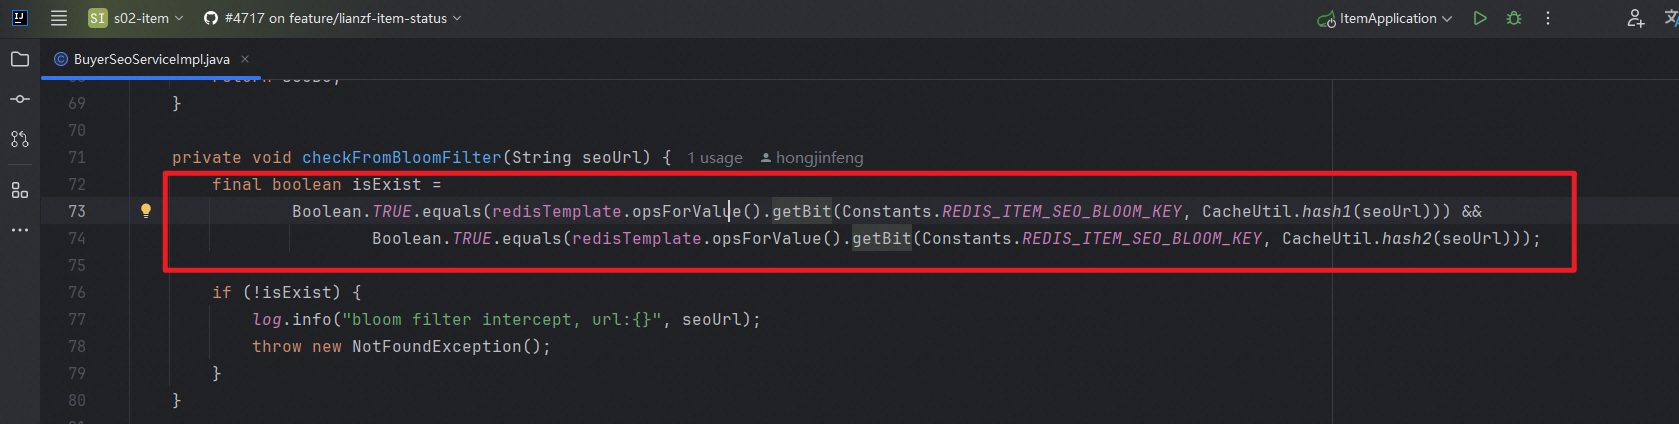 IJ
SI s02-item #4717 on feature/lianzf-item-status ItemApplication 文
C BuyerSeoServiceImpl.java ×
69 }
70
71 private void checkFromBloomFilter(String seoUrl) { 1 usage hongjinfeng
72 final boolean isExist =
73 Boolean.TRUE.equals(redisTemplate.opsForValue().getBit(Constants.REDIS_ITEM_SEO_BLOOM_KEY, CacheUtil.hash1(seoUrl))) &&
74 Boolean.TRUE.equals(redisTemplate.opsForValue().getBit(Constants.REDIS_ITEM_SEO_BLOOM_KEY, CacheUtil.hash2(seoUrl)));
75
76 if (!isExist) {
77 log.info("bloom filter intercept, url:{}", seoUrl);
78 throw new NotFoundException();
79 }
80 }